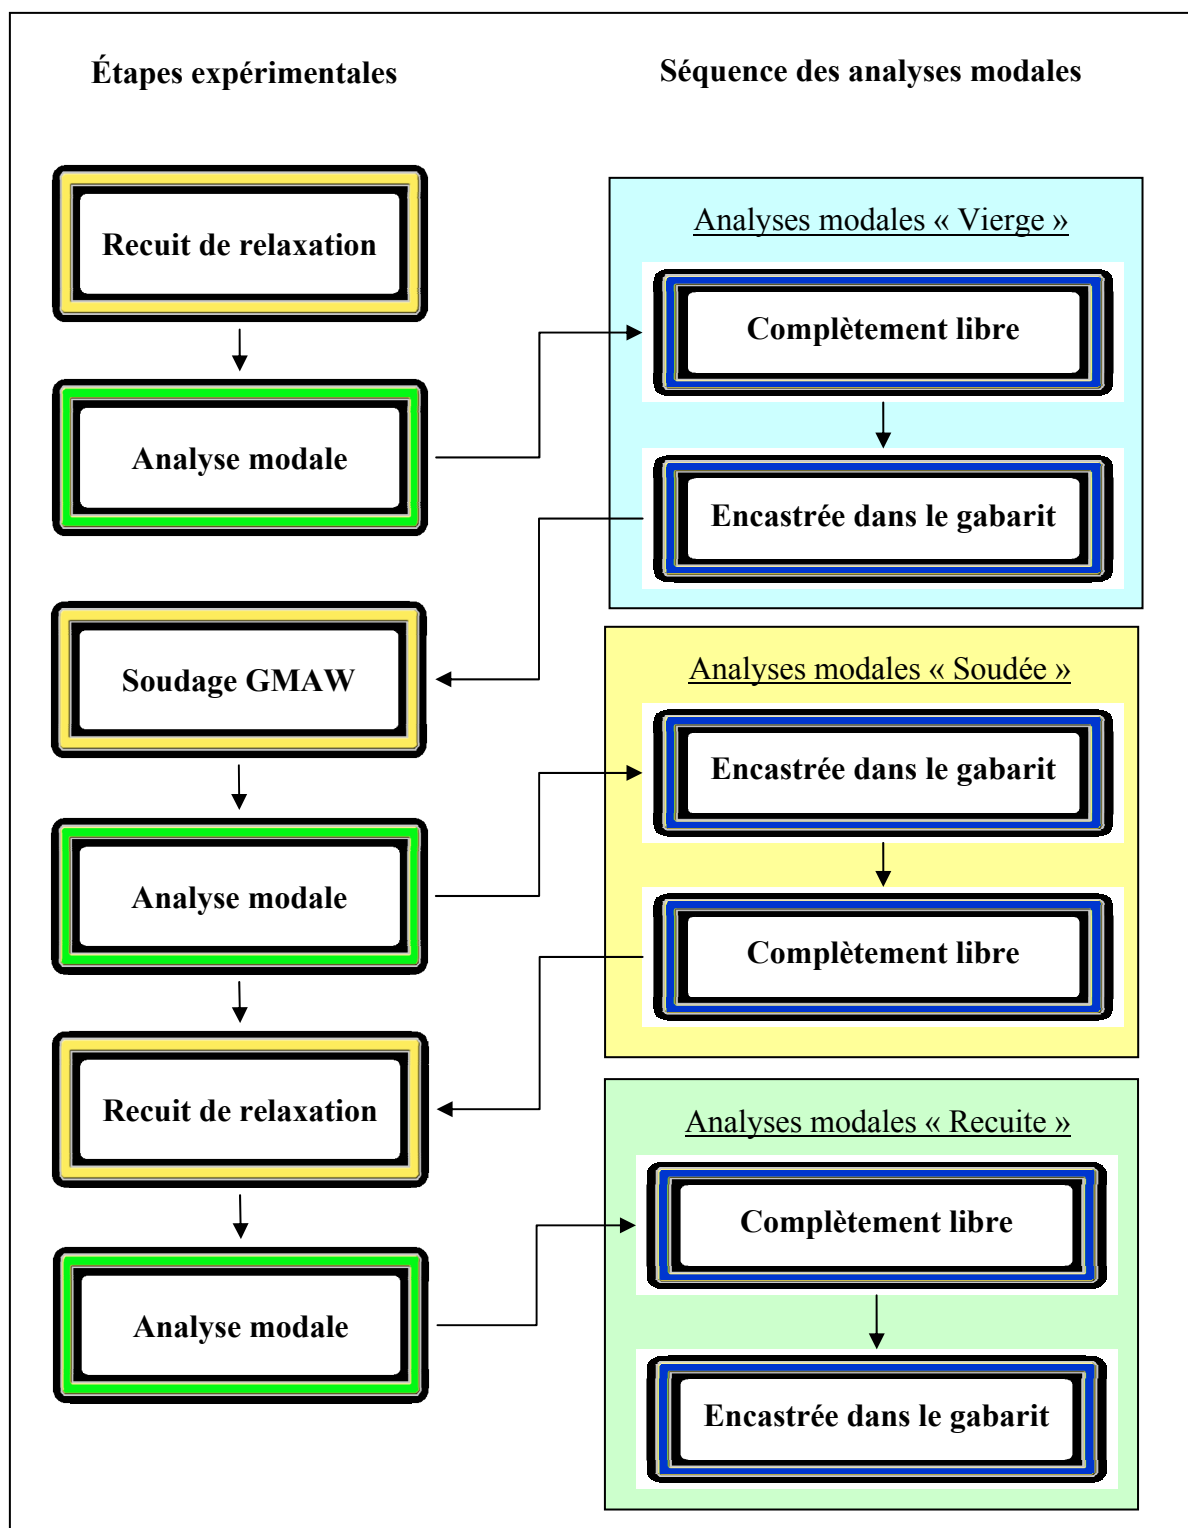 Étapes expérimentales
Séquence des analyses modales
Recuit de relaxation
Analyse modale
Analyses modales « Vierge »
Complètement libre
Encastrée dans le gabarit
Soudage GMAW
Analyse modale
Analyses modales « Soudée »
Encastrée dans le gabarit
Complètement libre
Recuit de relaxation
Analyse modale
Analyses modales « Recuite »
Complètement libre
Encastrée dans le gabarit